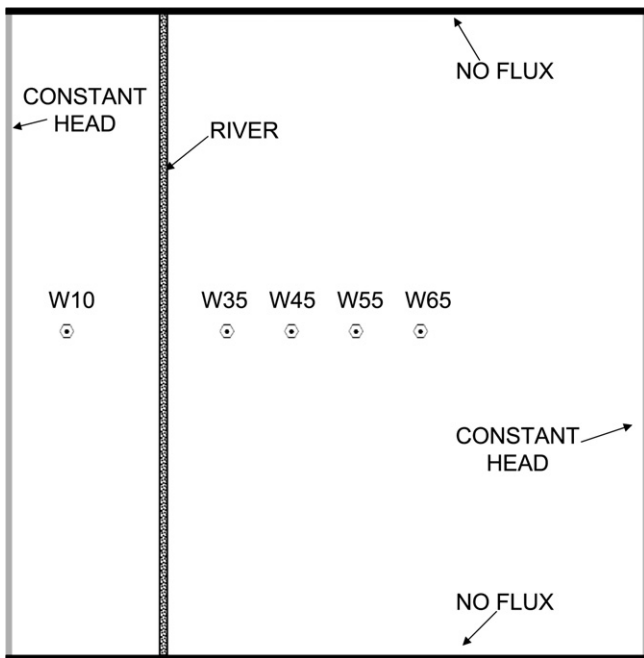 NO FLUX
CONSTANT
HEAD
RIVER
W10
W35
W45
W55
W65
CONSTANT
HEAD
NO FLUX